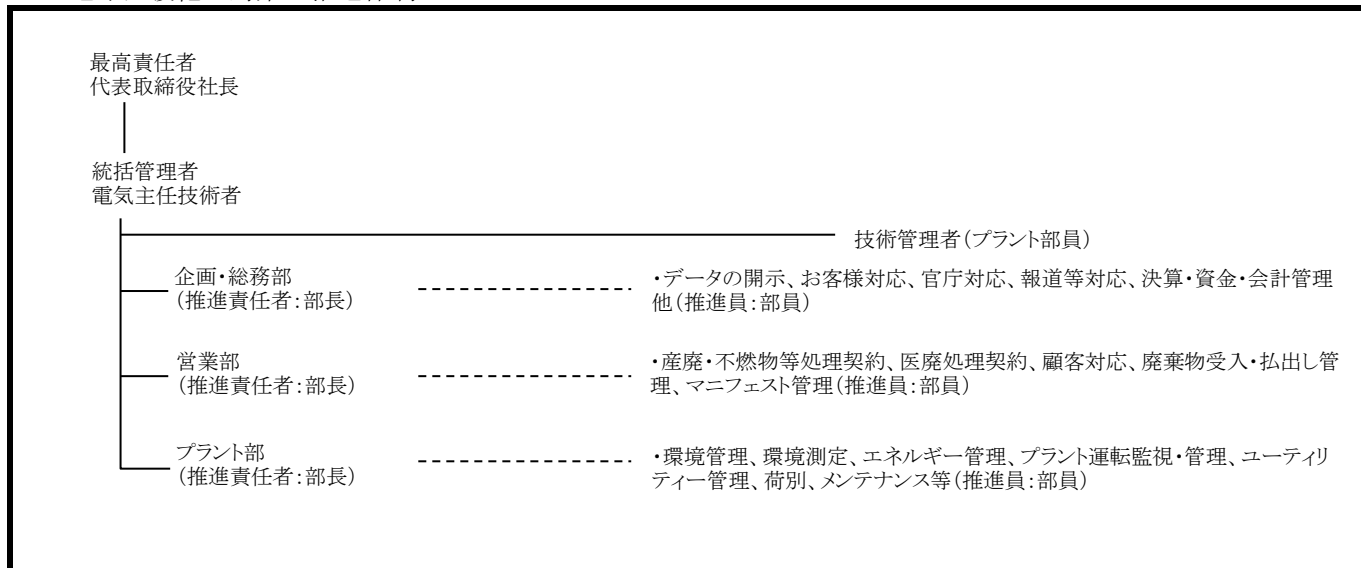 最高責任者
代表取締役社長
統括管理者
電気主任技術者
技術管理者(プラント部員)
企画・総務部
(推進責任者:部長)
・データの開示、お客様対応、官庁対応、報道等対応、決算・資金・会計管理
他(推進員:部員)
営業部
(推進責任者:部長)
・産廃・不燃物等処理契約、医廃処理契約、顧客対応、廃棄物受入・払出し管
理、マニフェスト管理(推進員:部員)
プラント部
(推進責任者:部長)
・環境管理、環境測定、エネルギー管理、プラント運転監視・管理、ユーティリ
ティー管理、荷別、メンテナンス等(推進員:部員)